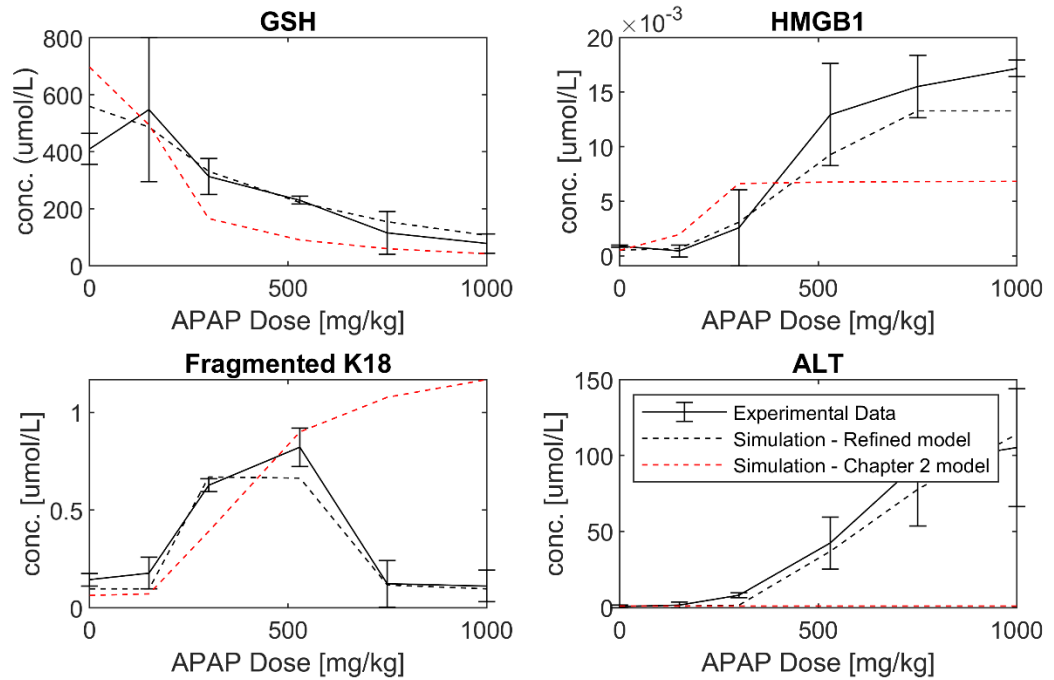 GSH
800
600
400
200
0
conc. (umol/L)
0 500 1000
APAP Dose [mg/kg]
HMGB1
× 10⁻³
20
15
10
5
0
conc. [umol/L]
0 500 1000
APAP Dose [mg/kg]
Fragmented K18
1
0.5
0
conc. [umol/L]
0 500 1000
APAP Dose [mg/kg]
ALT
150
100
50
0
conc. [umol/L]
Experimental Data
Simulation - Refined model
Simulation - Chapter 2 model
0 500 1000
APAP Dose [mg/kg]